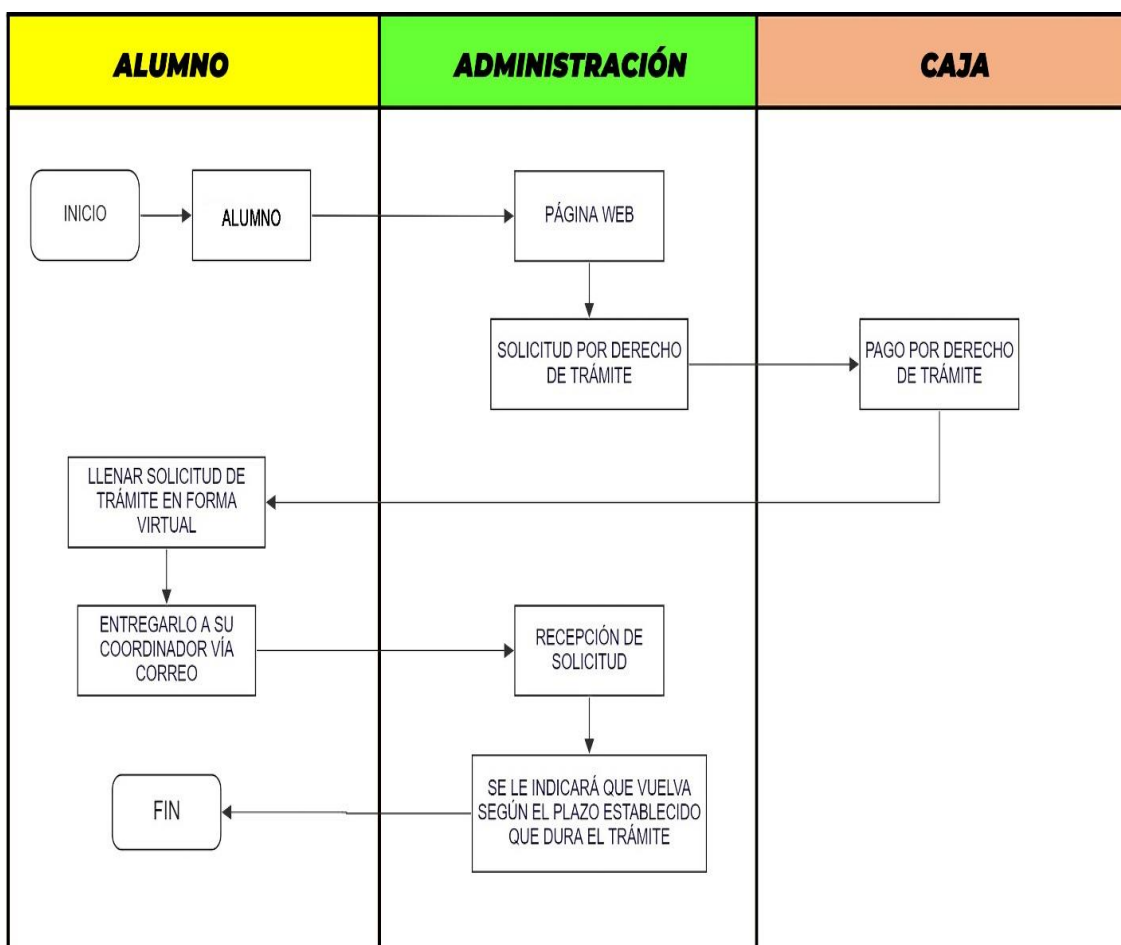 ALUMNO
ADMINISTRACIÓN
CAJA
INICIO
ALUMNO
PÁGINA WEB
SOLICITUD POR DERECHO
DE TRÁMITE
PAGO POR DERECHO
DE TRÁMITE
LLENAR SOLICITUD DE
TRÁMITE EN FORMA
VIRTUAL
ENTREGARLO A SU
COORDINADOR VÍA
CORREO
RECEPCIÓN DE
SOLICITUD
SE LE INDICARÁ QUE VUELVA
SEGÚN EL PLAZO ESTABLECIDO
QUE DURA EL TRÁMITE
FIN